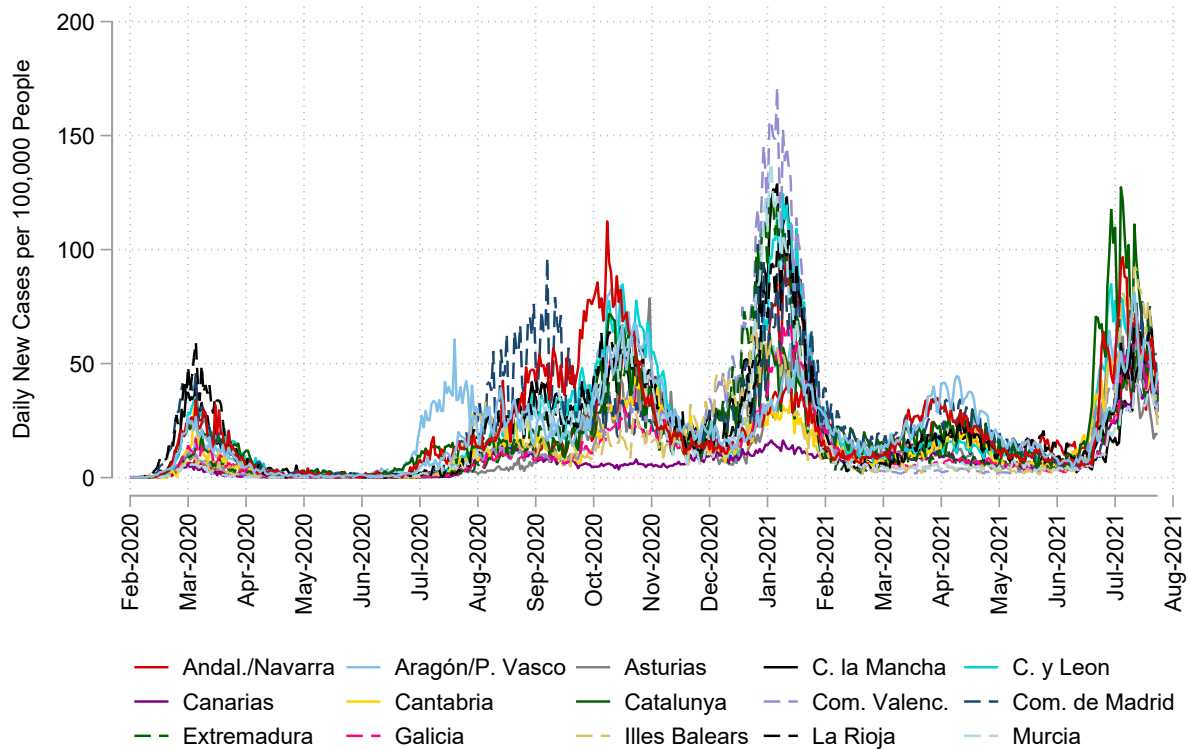 200
150
100
50
0
Daily New Cases per 100,000 People
Feb-2020
Mar-2020
Apr-2020
May-2020
Jun-2020
Jul-2020
Aug-2020
Sep-2020
Oct-2020
Nov-2020
Dec-2020
Jan-2021
Feb-2021
Mar-2021
Apr-2021
May-2021
Jun-2021
Jul-2021
Aug-2021
Andal./Navarra Aragón/P. Vasco Asturias C. la Mancha C. y Leon
Canarias Cantabria Catalunya Com. Valenc. Com. de Madrid
Extremadura Galicia Illes Balears La Rioja Murcia